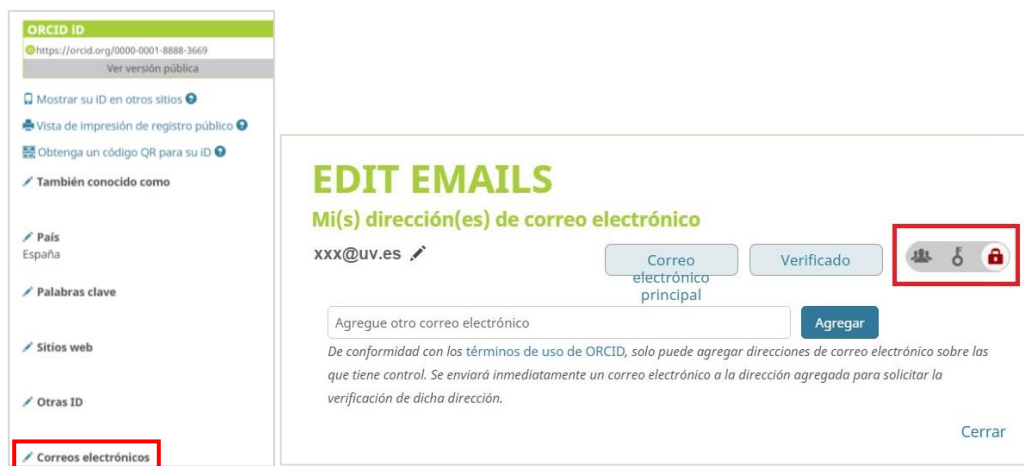 ORCID iD
https://orcid.org/0000-0001-8888-3669
Ver versión pública
Mostrar su iD en otros sitios
Vista de impresión de registro público
Obtenga un código QR para su iD
También conocido como
País
España
Palabras clave
Sitios web
Otras ID
Correos electrónicos
EDIT EMAILS
Mi(s) dirección(es) de correo electrónico
xxx@uv.es
Correo
electrónico
principal
Verificado
Agregue otro correo electrónico
Agregar
De conformidad con los términos de uso de ORCID, solo puede agregar direcciones de correo electrónico sobre las
que tiene control. Se enviará inmediatamente un correo electrónico a la dirección agregada para solicitar la
verificación de dicha dirección.
Cerrar